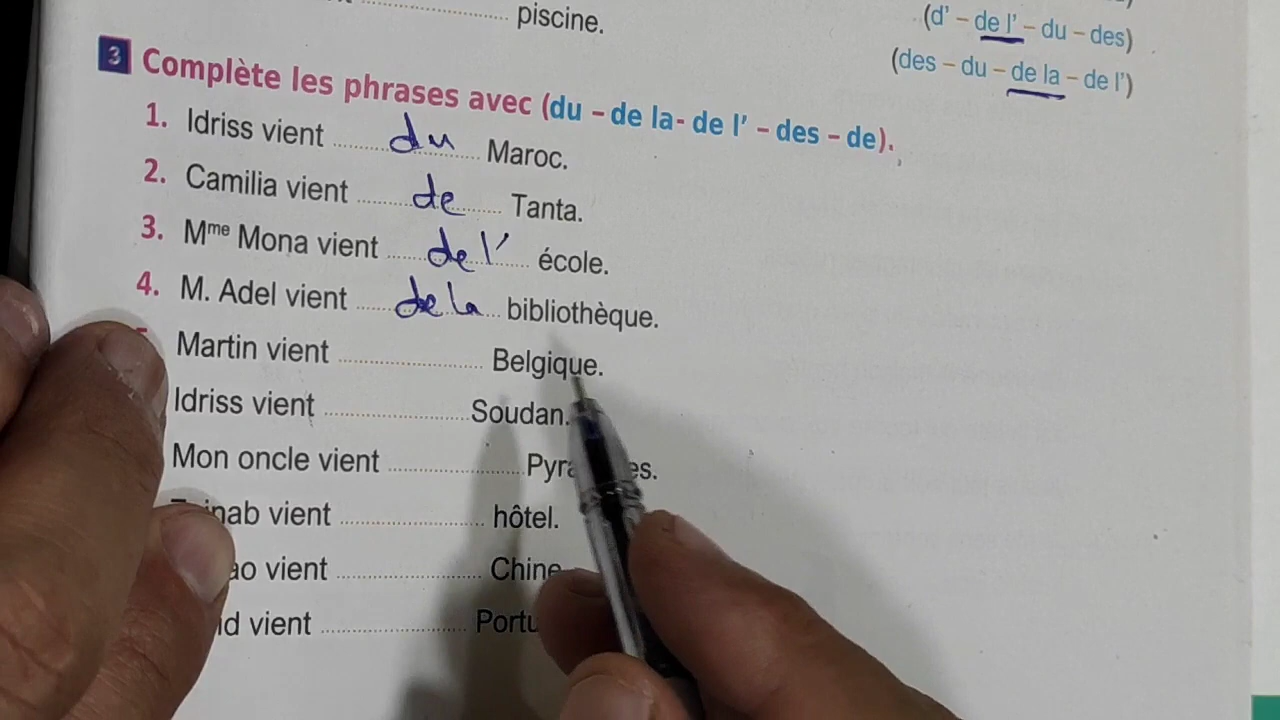 piscine.
(d' – de l' – du – des)
(des – du – de la – de l')
3 Complète les phrases avec (du – de la- de l' – des – de).
1. Idriss vient du Maroc.
2. Camilia vient de Tanta.
3. Mme Mona vient de l' école.
4. M. Adel vient de la bibliothèque.
Martin vient Belgique.
Idriss vient Soudan.
Mon oncle vient
vient hôtel.
vient Chine
vient